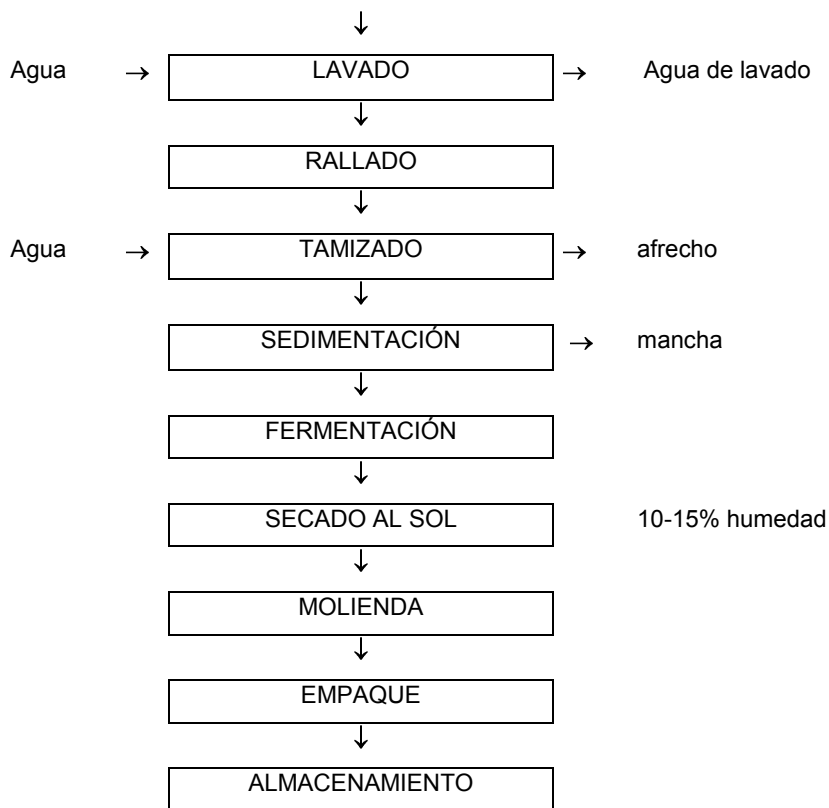 ↓
Agua → LAVADO → Agua de lavado
↓
RALLADO
↓
Agua → TAMIZADO → afrecho
↓
SEDIMENTACIÓN → mancha
↓
FERMENTACIÓN
↓
SECADO AL SOL 10-15% humedad
↓
MOLIENDA
↓
EMPAQUE
↓
ALMACENAMIENTO